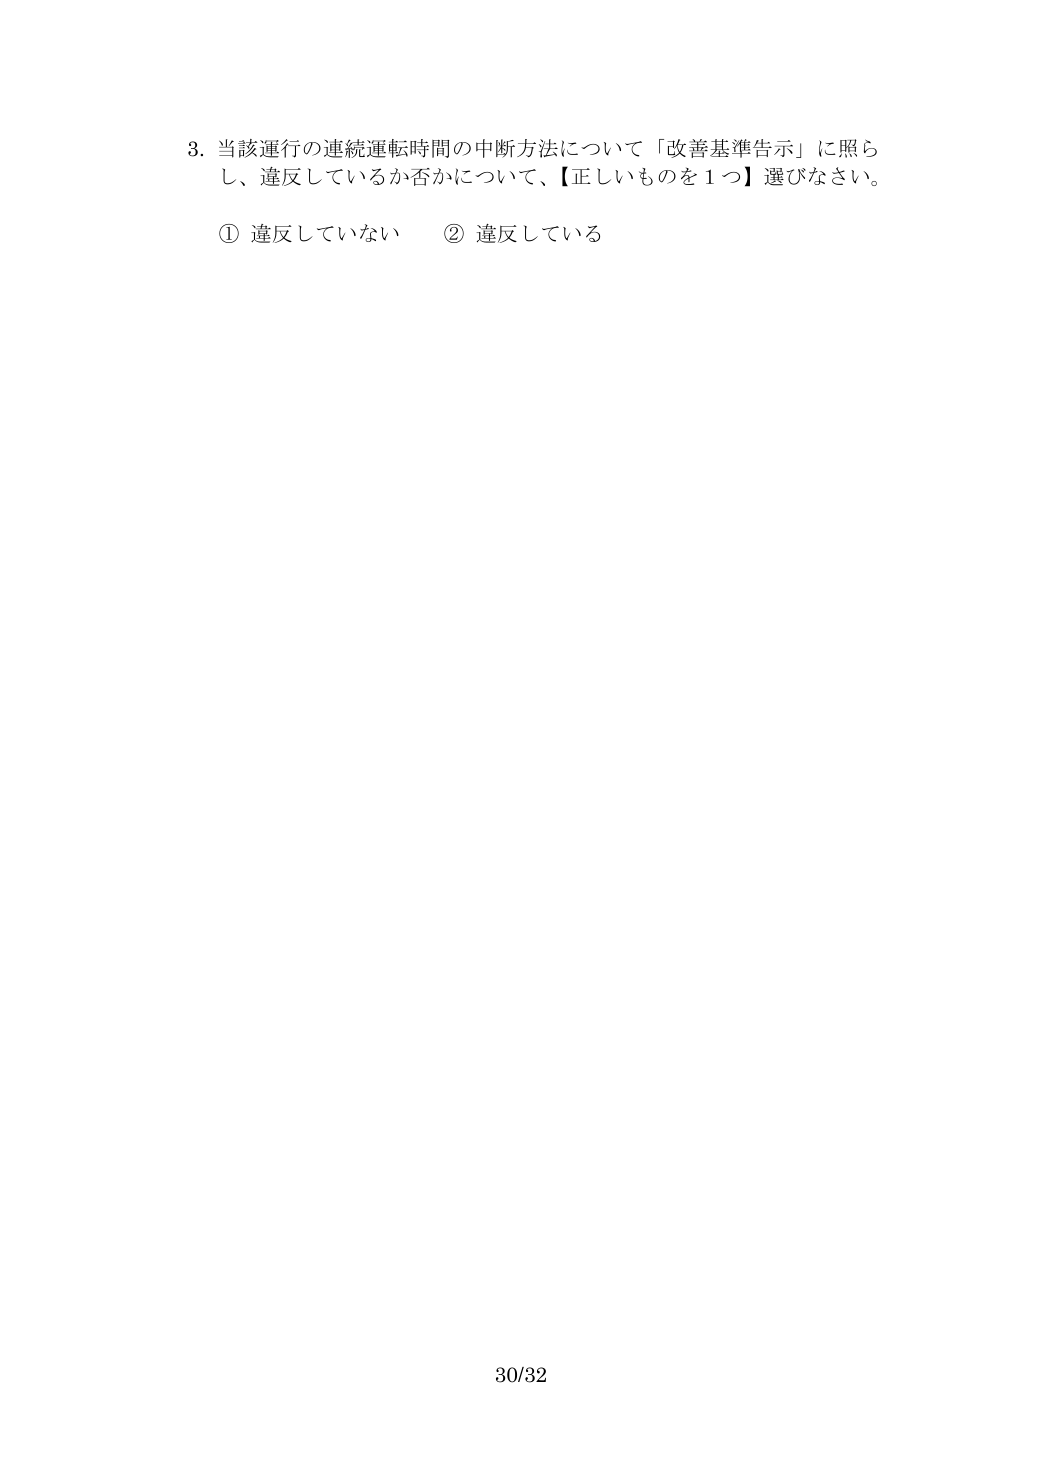 3. 当該運行の連続運転時間の中断方法について「改善基準告示」に照ら
し、違反しているか否かについて、【正しいものを１つ】選びなさい。
① 違反していない　　② 違反している
30/32